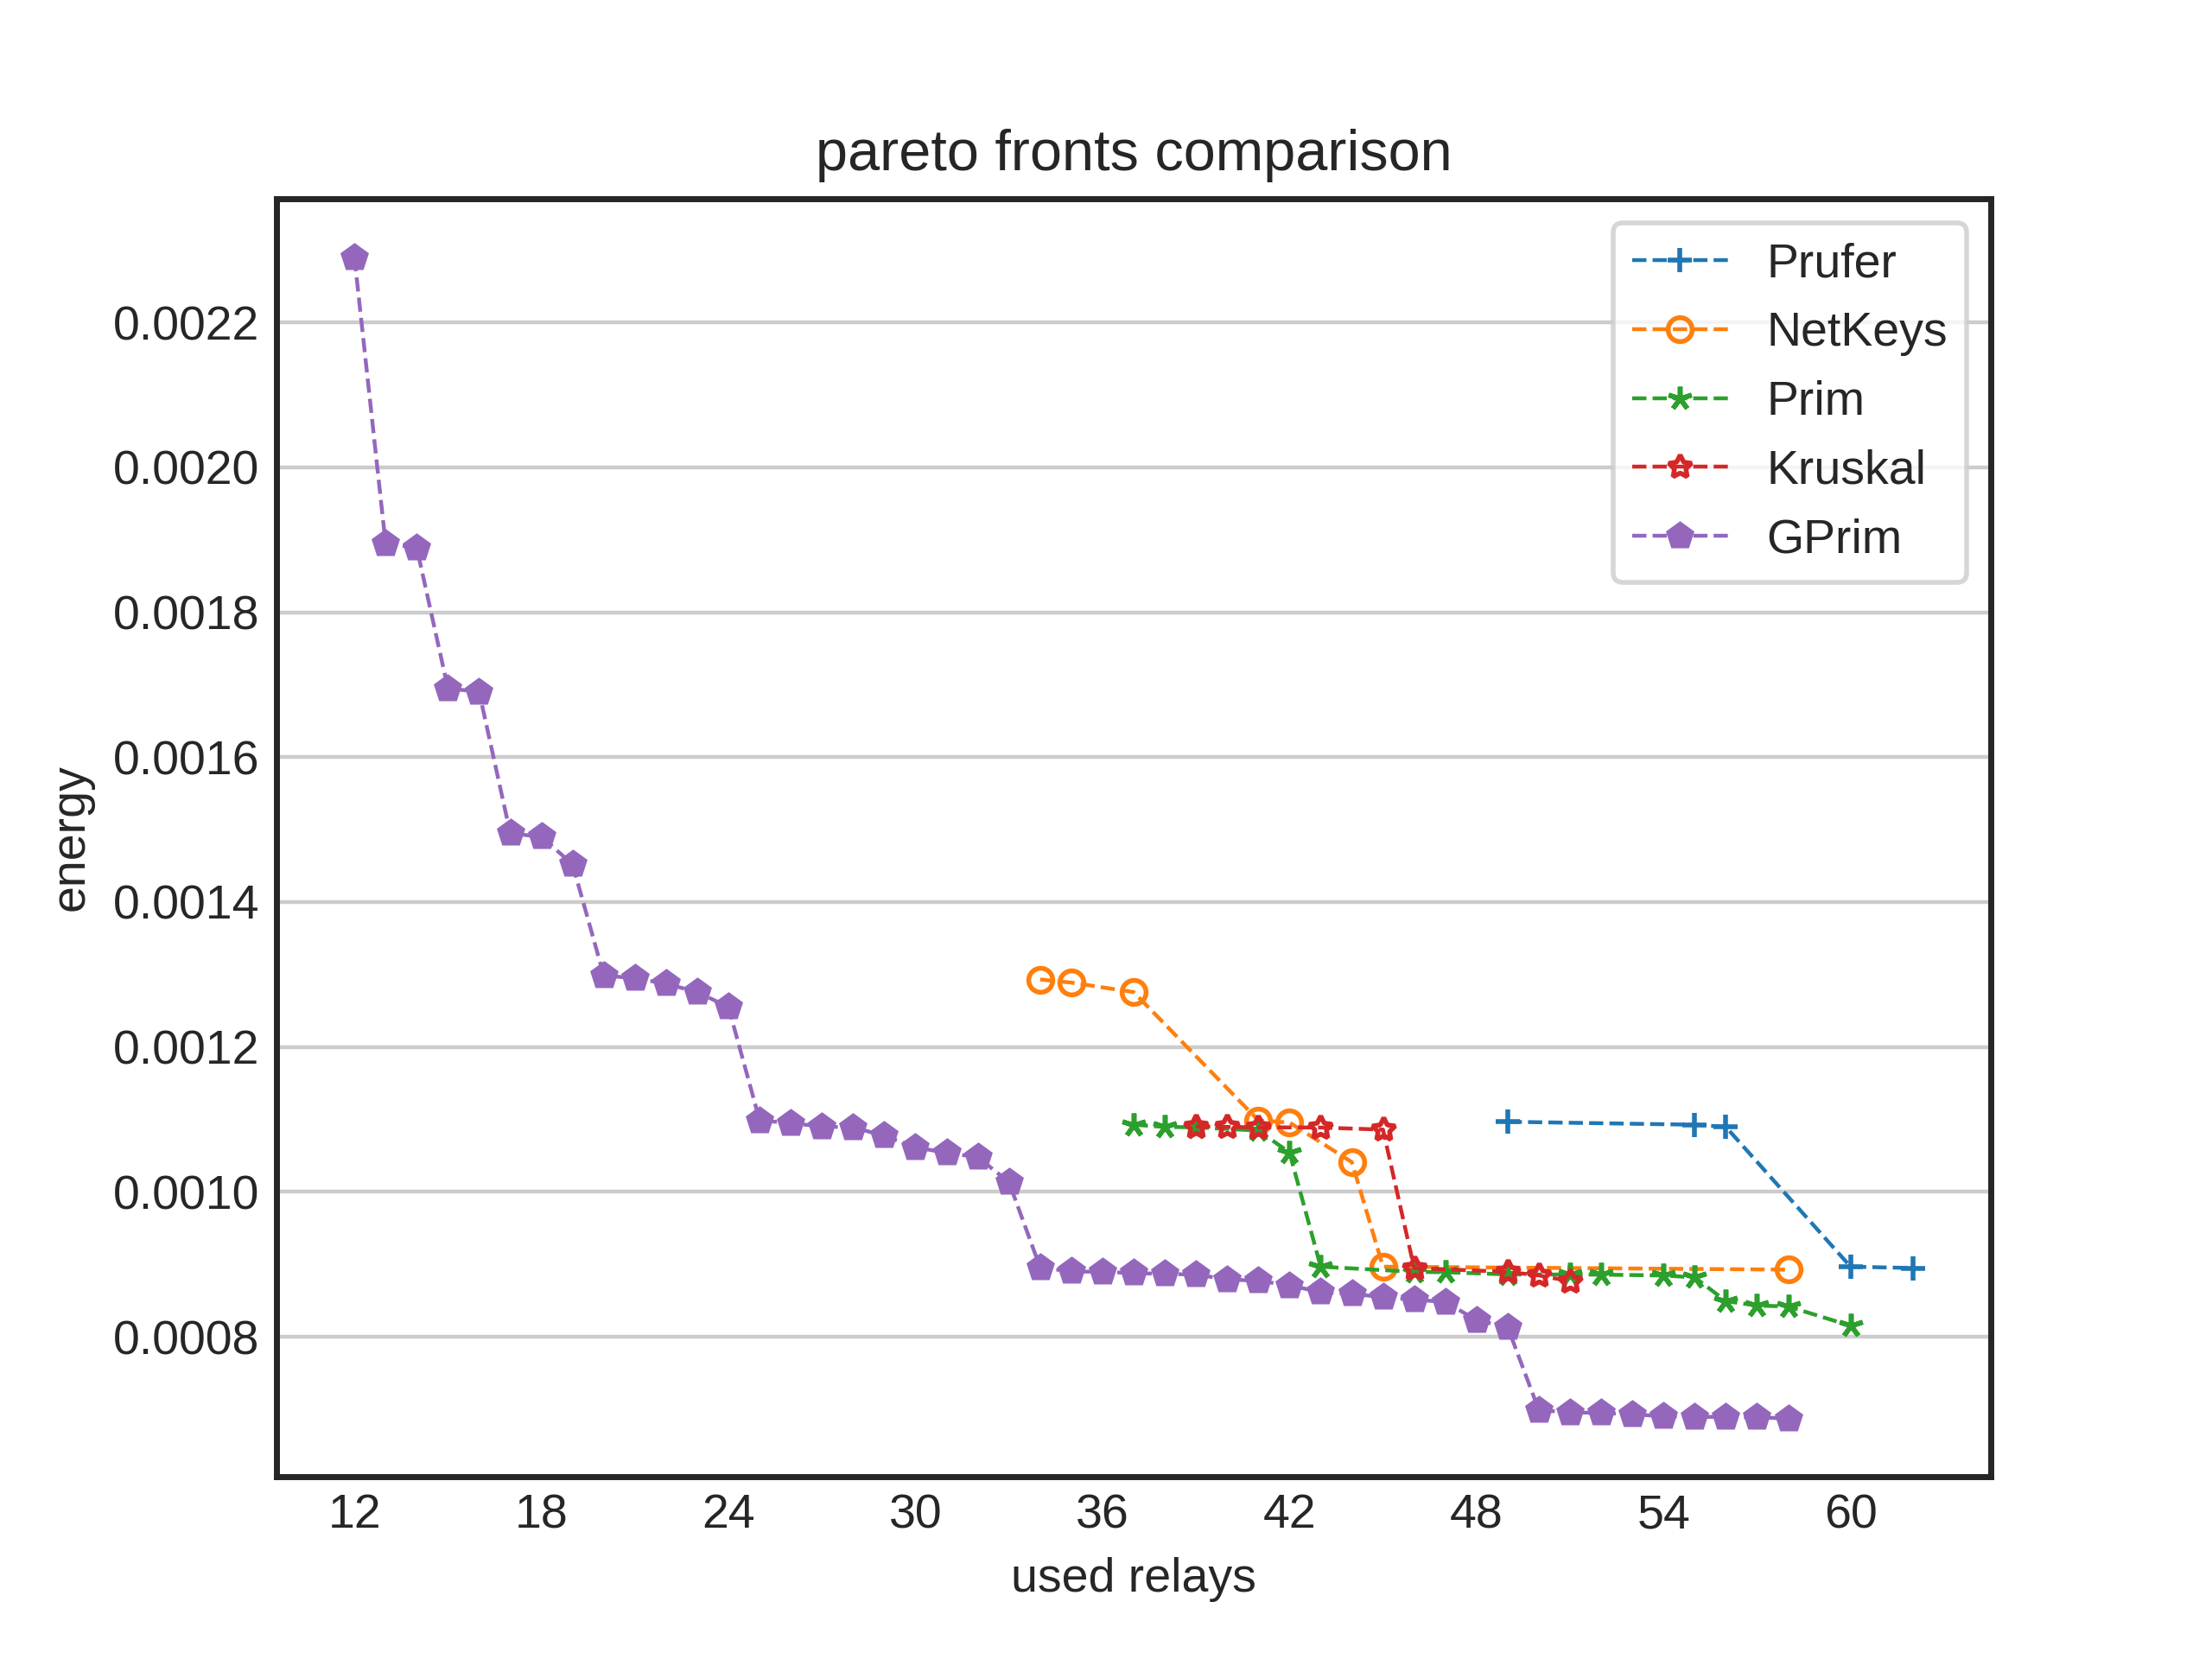 pareto fronts comparison
Prufer
NetKeys
Prim
Kruskal
GPrim
0.0022
0.0020
0.0018
0.0016
0.0014
0.0012
0.0010
0.0008
energy
12 18 24 30 36 42 48 54 60
used relays